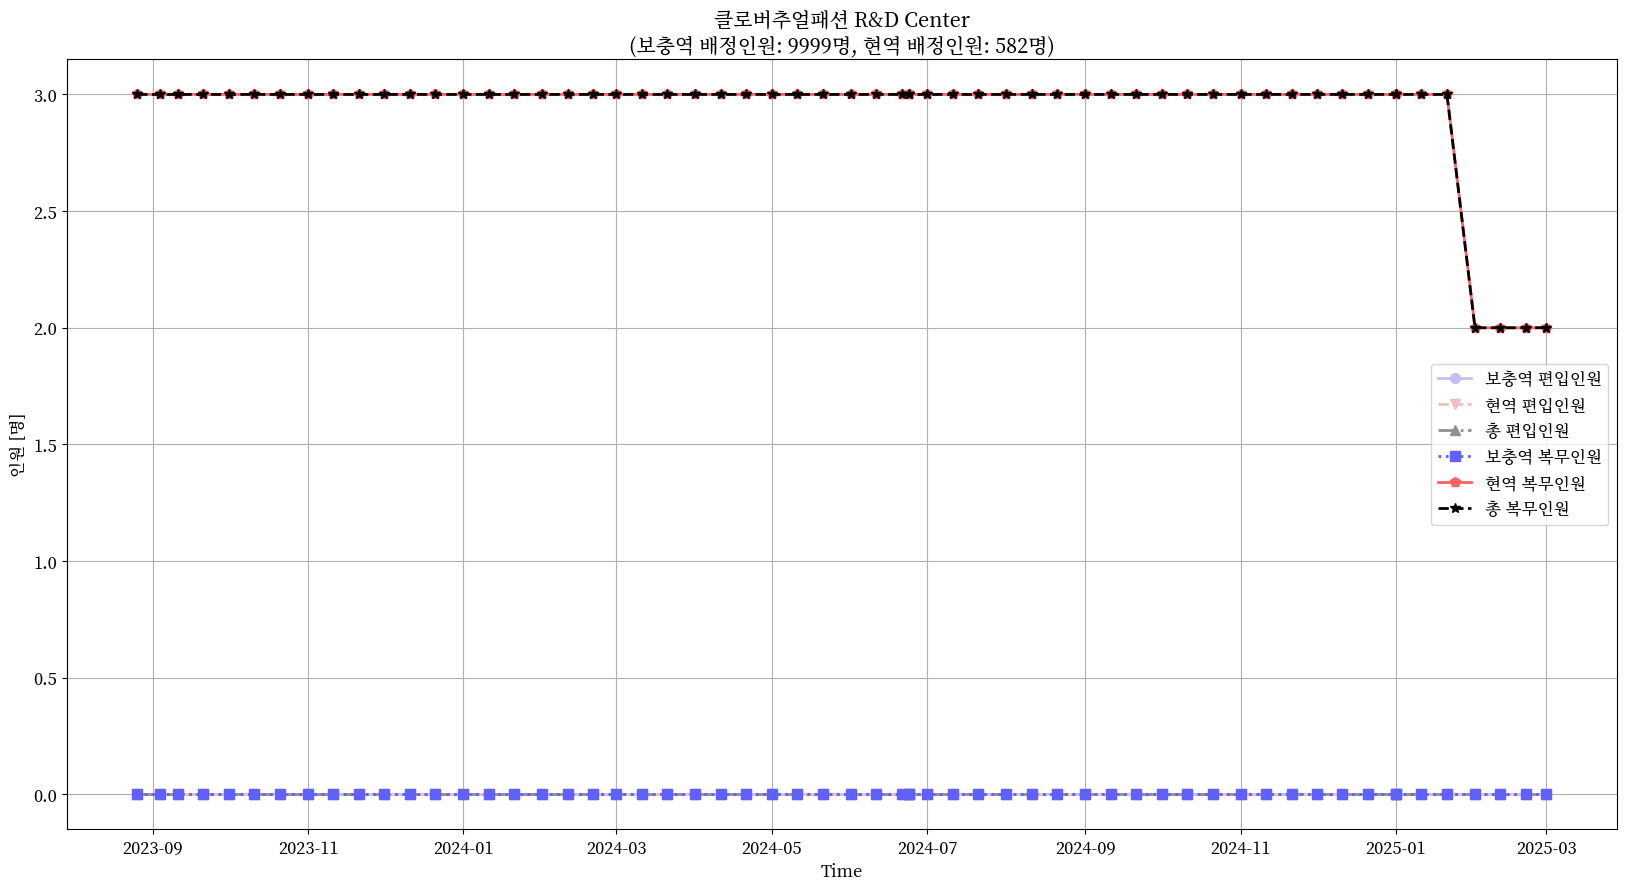 클로버추얼패션 R&D Center
(보충역 배정인원: 9999명, 현역 배정인원: 582명)
3.0
2.5
2.0
1.5
1.0
0.5
0.0
인원 [명]
보충역 편입인원
현역 편입인원
총 편입인원
보충역 복무인원
현역 복무인원
총 복무인원
2023-09 2023-11 2024-01 2024-03 2024-05 2024-07 2024-09 2024-11 2025-01 2025-03
Time